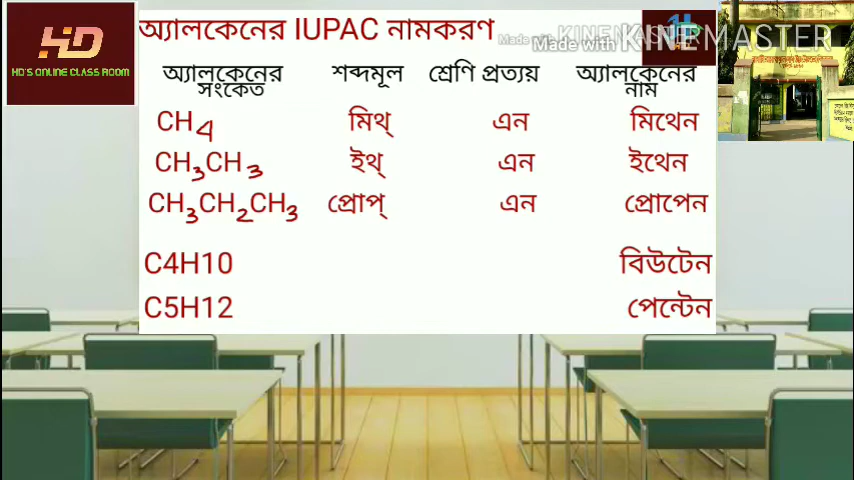 HD
HD'S ONLINE CLASS ROOM
অ্যালকেনের IUPAC নামকরণ
Made with KINEMASTER
অ্যালকেনের সংকেত শব্দমূল শ্রেণি প্রত্যয় অ্যালকেনের নাম
CH4 মিথ্ এন মিথেন
CH3CH3 ইথ্ এন ইথেন
CH3CH2CH3 প্রোপ্ এন প্রোপেন
C4H10 বিউটেন
C5H12 পেন্টেন